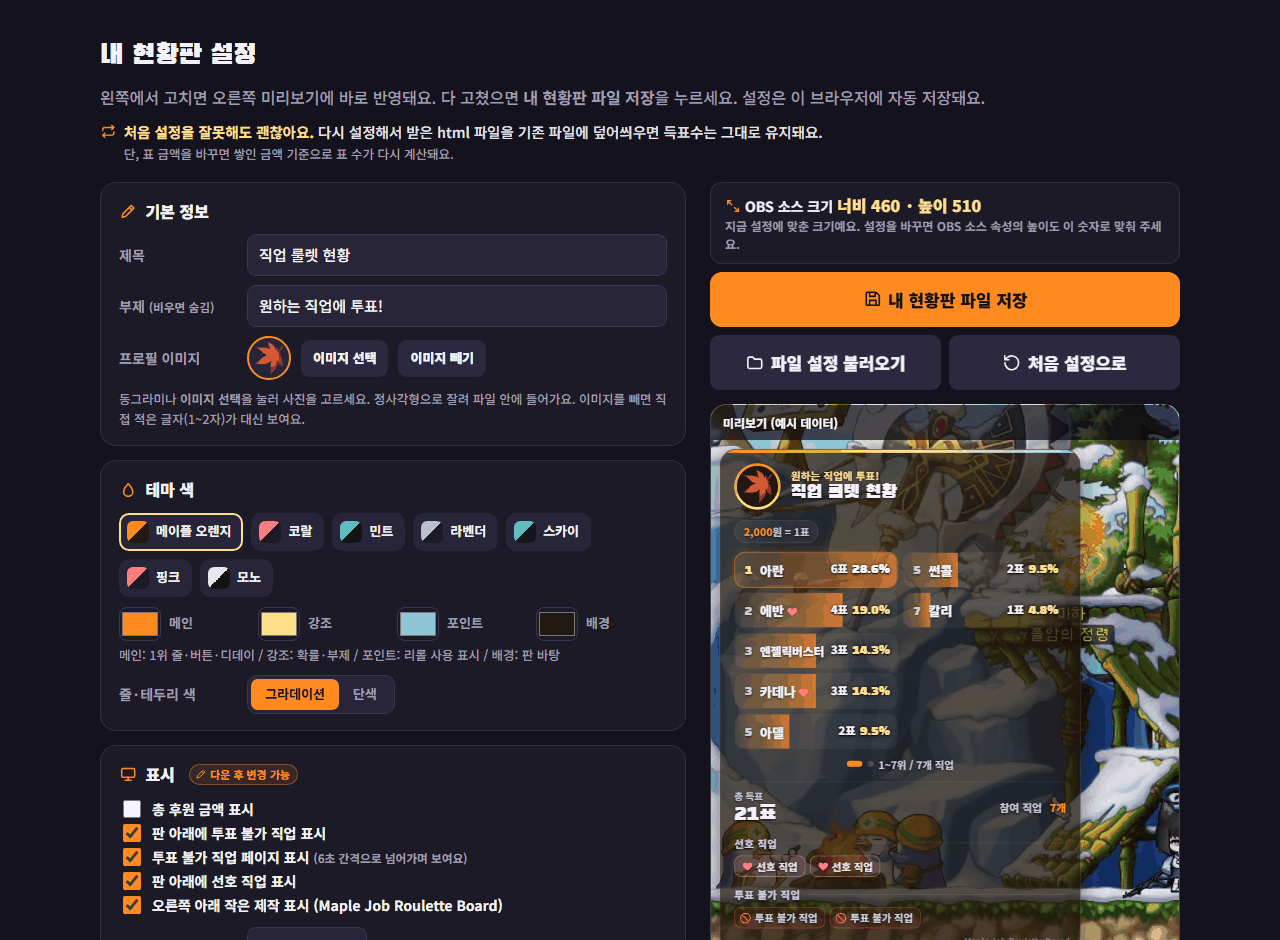 내 현황판 설정
왼쪽에서 고치면 오른쪽 미리보기에 바로 반영돼요. 다 고쳤으면 내 현황판 파일 저장을 누르세요. 설정은 이 브라우저에 자동 저장돼요.
처음 설정을 잘못해도 괜찮아요. 다시 설정해서 받은 html 파일을 기존 파일에 덮어씌우면 득표수는 그대로 유지돼요.
단, 표 금액을 바꾸면 쌓인 금액 기준으로 표 수가 다시 계산돼요.
기본 정보
제목
직업 룰렛 현황
부제 (비우면 숨김)
원하는 직업에 투표!
프로필 이미지
이미지 선택
이미지 빼기
동그라미나 이미지 선택을 눌러 사진을 고르세요. 정사각형으로 잘려 파일 안에 들어가요. 이미지를 빼면 직
접 적은 글자(1~2자)가 대신 보여요.
테마 색
메이플 오렌지
코랄
민트
라벤더
스카이
핑크
모노
메인
강조
포인트
배경
메인: 1위 줄·버튼·디데이 / 강조: 확률·부제 / 포인트: 리롤 사용 표시 / 배경: 판 바탕
줄·테두리 색
그라데이션
단색
표시
다운 후 변경 가능
총 후원 금액 표시
판 아래에 투표 불가 직업 표시
투표 불가 직업 페이지 표시 (6초 간격으로 넘어가며 보여요)
판 아래에 선호 직업 표시
오른쪽 아래 작은 제작 표시 (Maple Job Roulette Board)
OBS 소스 크기 너비 460 · 높이 510
지금 설정에 맞춘 크기예요. 설정을 바꾸면 OBS 소스 속성의 높이도 이 숫자로 맞춰 주세
요.
내 현황판 파일 저장
파일 설정 불러오기
처음 설정으로
미리보기 (예시 데이터)
원하는 직업에 투표!
직업 룰렛 현황
2,000원 = 1표
1 아란 6표 28.6%
5 썬콜 2표 9.5%
2 에반 4표 19.0%
7 칼리 1표 4.8%
3 엔젤릭버스터 3표 14.3%
3 카데나 3표 14.3%
5 아델 2표 9.5%
1~7위 / 7개 직업
총 득표
21표
참여 직업 7개
선호 직업
선호 직업
선호 직업
투표 불가 직업
투표 불가 직업
투표 불가 직업